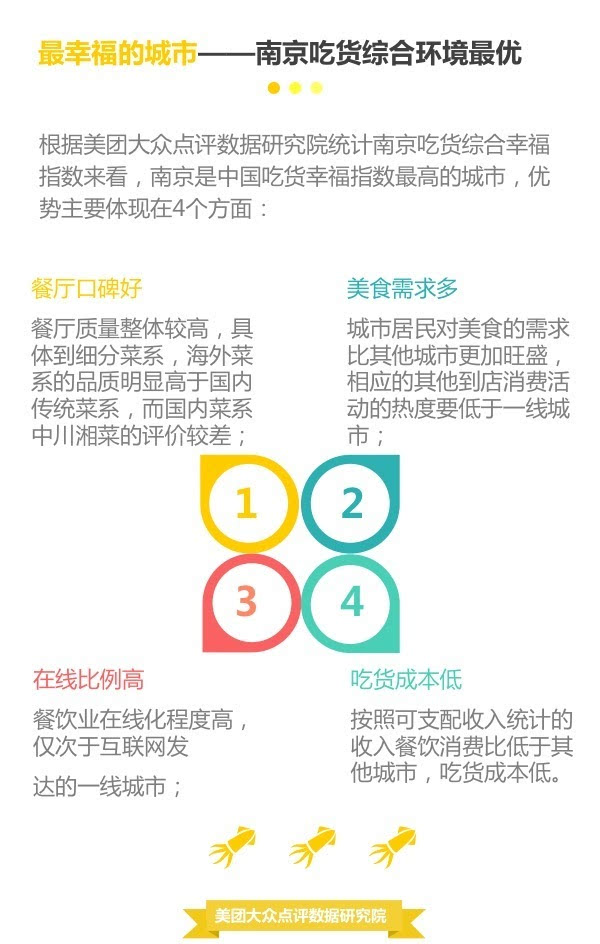 最幸福的城市——南京吃货综合环境最优
根据美团大众点评数据研究院统计南京吃货综合幸福
指数来看，南京是中国吃货幸福指数最高的城市，优
势主要体现在4个方面：
餐厅口碑好
餐厅质量整体较高，具
体到细分菜系，海外菜
系的品质明显高于国内
传统菜系，而国内菜系
中川湘菜的评价较差；
美食需求多
城市居民对美食的需求
比其他城市更加旺盛，
相应的其他到店消费活
动的热度要低于一线城
市；
1
2
3
4
在线比例高
餐饮业在线化程度高，
仅次于互联网发
达的一线城市；
吃货成本低
按照可支配收入统计的
收入餐饮消费比低于其
他城市，吃货成本低。
美团大众点评数据研究院